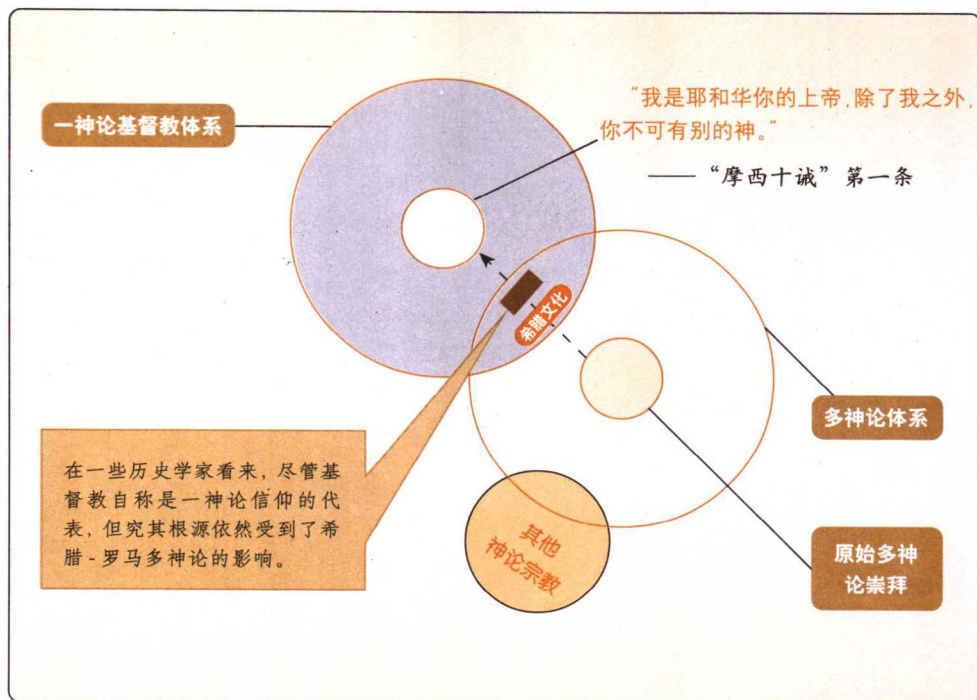 一神论基督教体系
“我是耶和华你的上帝,除了我之外,
你不可有别的神。”
——“摩西十诫”第一条
希腊文化
多神论体系
在一些历史学家看来，尽管基
督教自称是一神论信仰的代
表，但究其根源依然受到了希
腊-罗马多神论的影响。
其他
神论宗教
原始多神
论崇拜